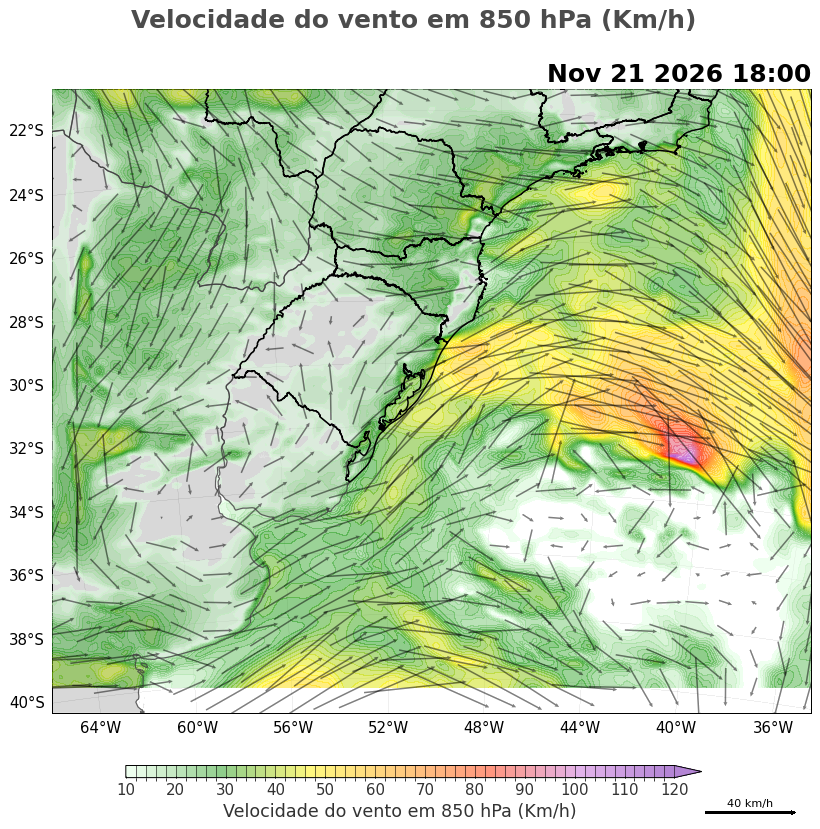 Velocidade do vento em 850 hPa (Km/h)
Nov 21 2026 18:00
22°S
24°S
26°S
28°S
30°S
32°S
34°S
36°S
38°S
40°S
64°W 60°W 56°W 52°W 48°W 44°W 40°W 36°W
10 20 30 40 50 60 70 80 90 100 110 120
Velocidade do vento em 850 hPa (Km/h)
40 km/h